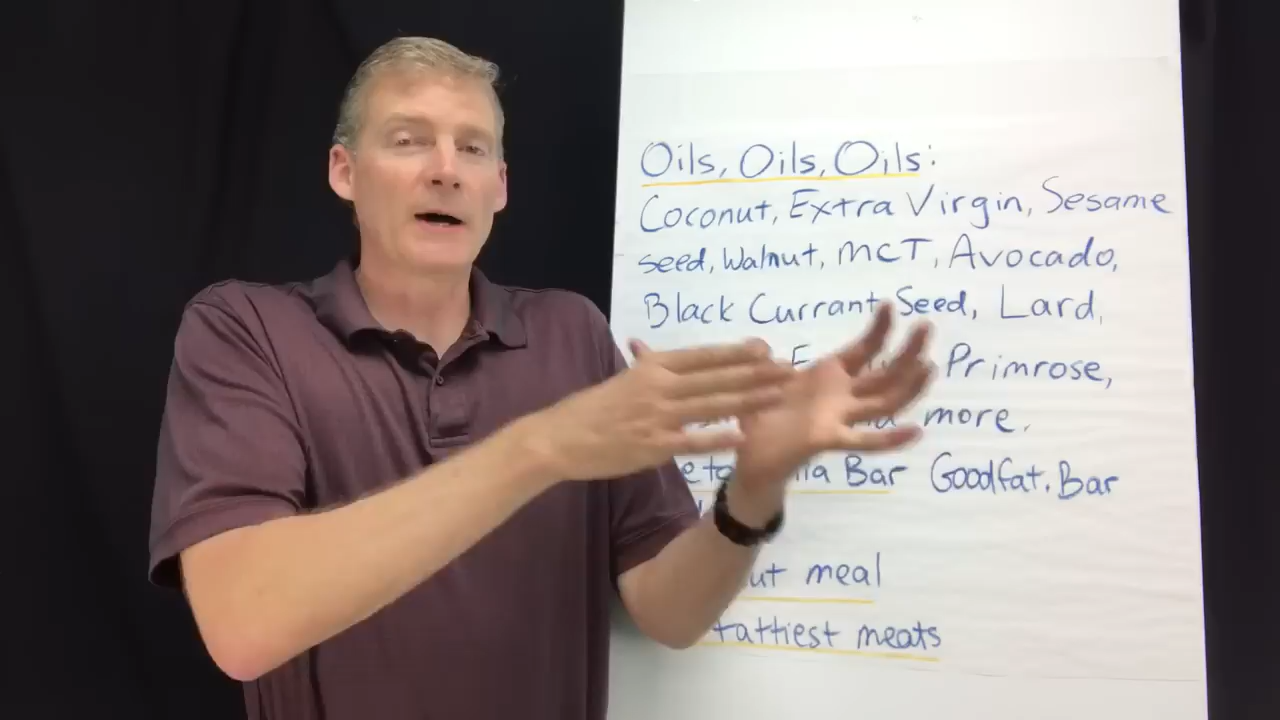 Oils, Oils, Oils:
Coconut, Extra Virgin, Sesame
seed, Walnut, MCT, Avocado,
Black Currant Seed, Lard,
Primrose,
more.
Bar Goodfat. Bar
meal
fattiest meats